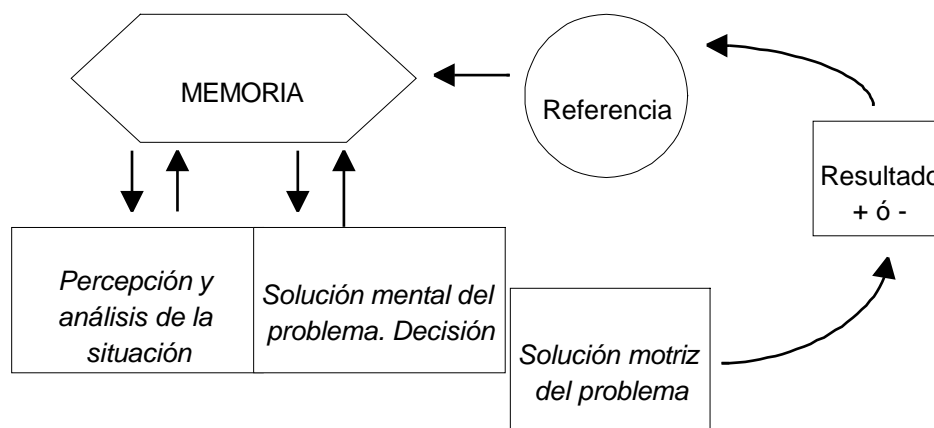 MEMORIA
Referencia
Resultado
+ ó -
Percepción y
análisis de la
situación
Solución mental del
problema. Decisión
Solución motriz
del problema